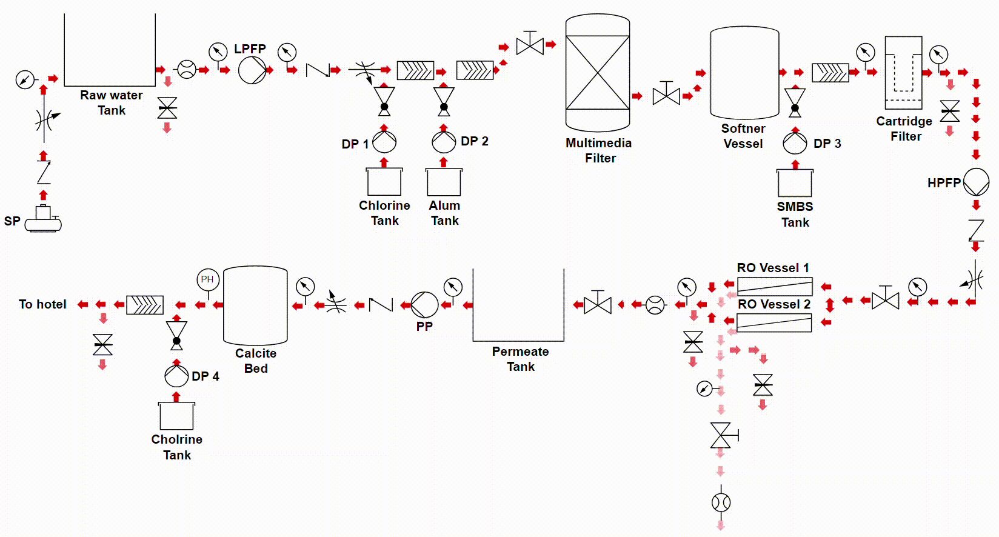 LPFP
Raw water
Tank
SP
DP 1
DP 2
Chlorine
Tank
Alum
Tank
Multimedia
Filter
Softner
Vessel
DP 3
SMBS
Tank
Cartridge
Filter
HPFP
RO Vessel 1
RO Vessel 2
Permeate
Tank
PP
Calcite
Bed
PH
To hotel
DP 4
Cholrine
Tank